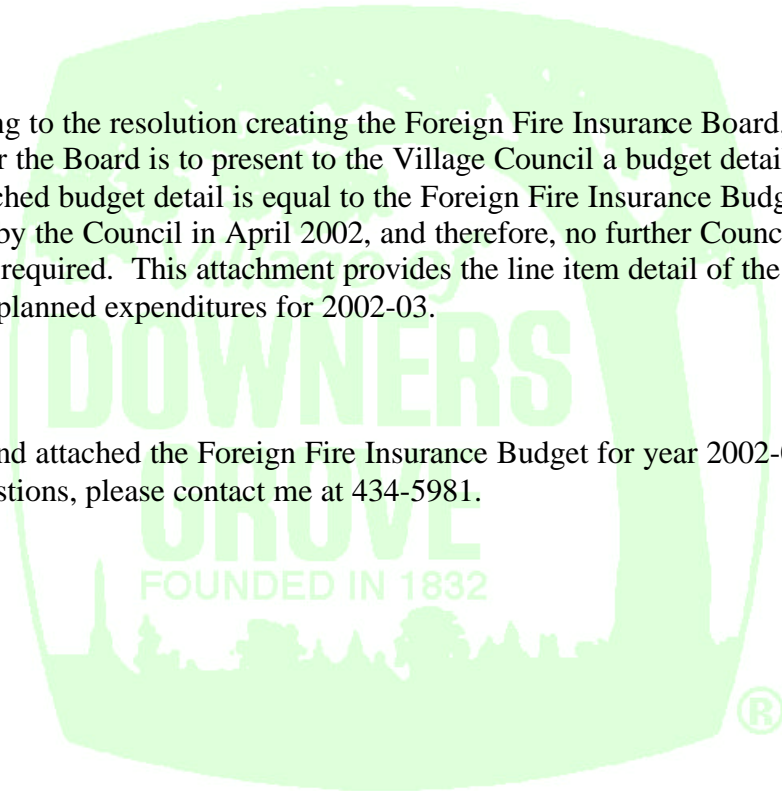 ng to the resolution creating the Foreign Fire Insurance Board
r the Board is to present to the Village Council a budget detai
ched budget detail is equal to the Foreign Fire Insurance Budg
by the Council in April 2002, and therefore, no further Counc
required. This attachment provides the line item detail of the
planned expenditures for 2002-03.
nd attached the Foreign Fire Insurance Budget for year 2002-0
stions, please contact me at 434-5981.
Village of
DOWNERS
GROVE
FOUNDED IN 1832
®